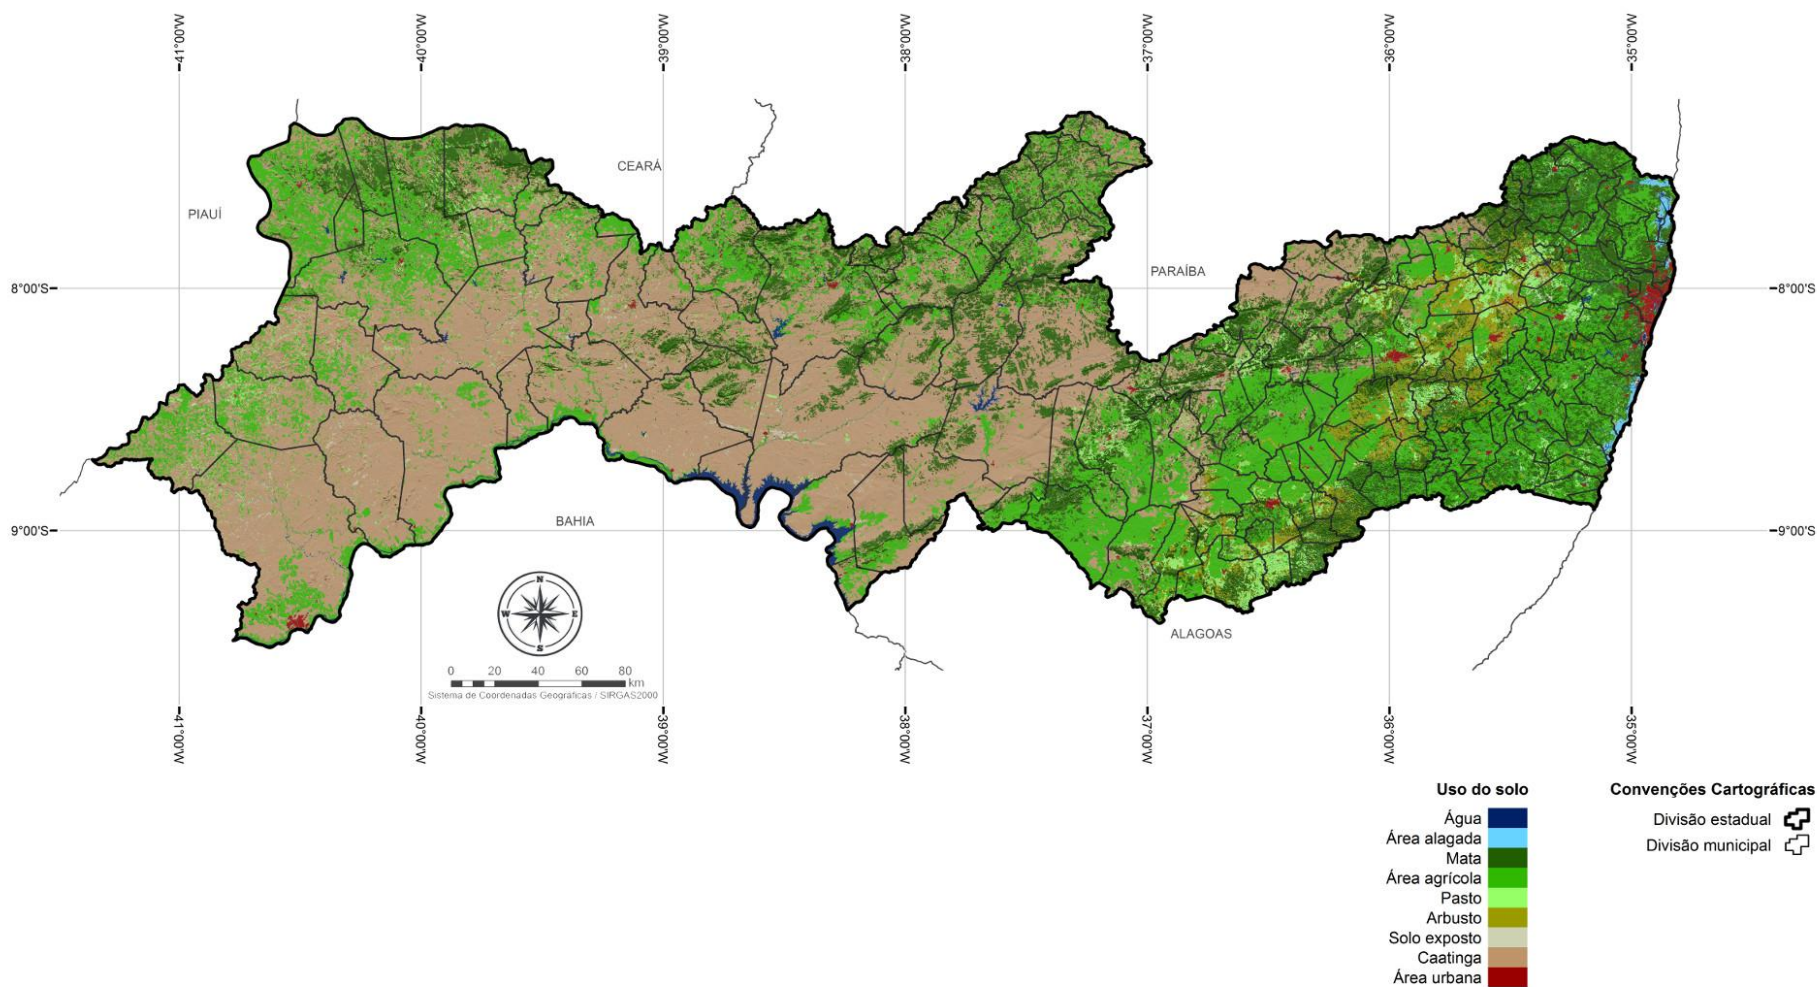 41°00'W
40°00'W
39°00'W
38°00'W
37°00'W
36°00'W
35°00'W
CEARÁ
PIAUÍ
PARAÍBA
8°00'S
8°00'S
9°00'S
9°00'S
BAHIA
ALAGOAS
N
W E
S
0 20 40 60 80
km
Sistema de Coordenadas Geográficas / SIRGAS2000
41°00'W
40°00'W
39°00'W
38°00'W
37°00'W
36°00'W
35°00'W
Uso do solo
Água
Área alagada
Mata
Área agrícola
Pasto
Arbusto
Solo exposto
Caatinga
Área urbana
Convenções Cartográficas
Divisão estadual
Divisão municipal